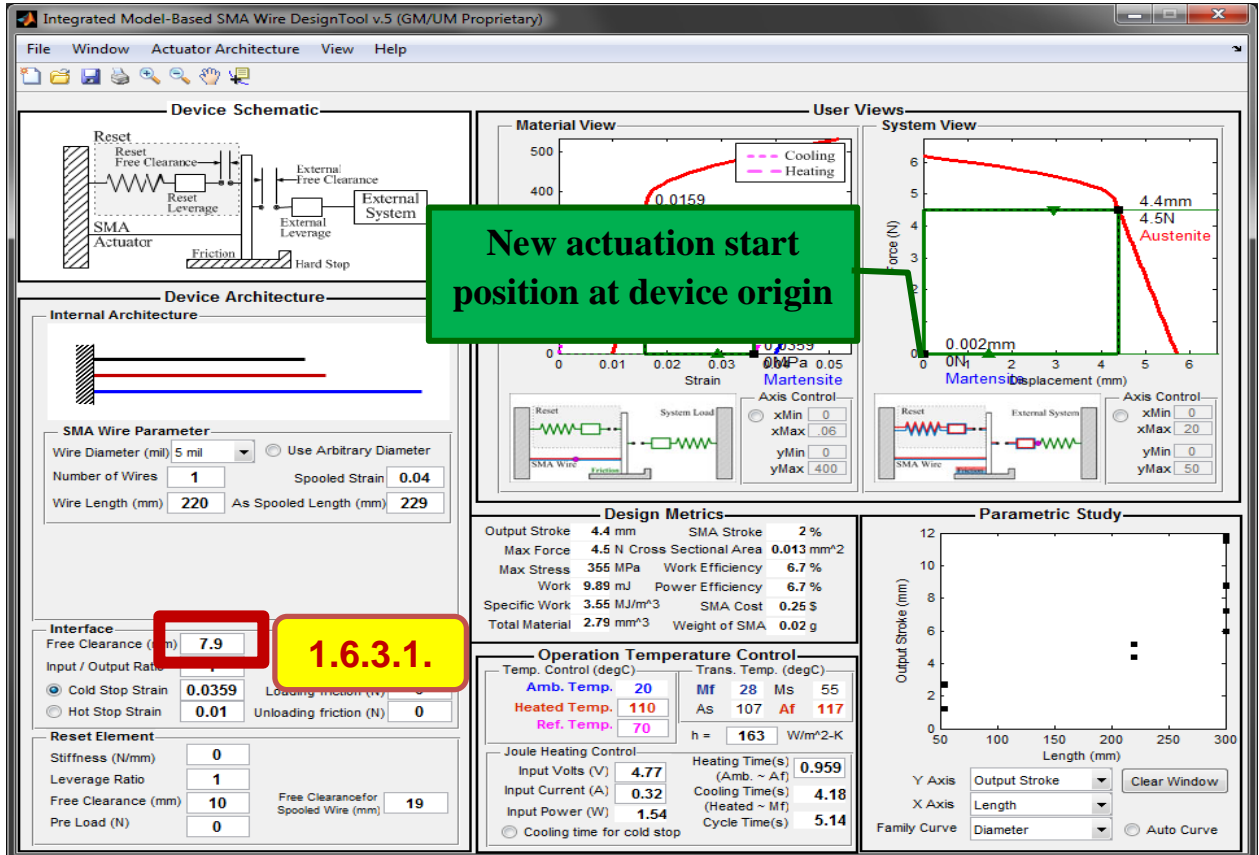 Integrated Model-Based SMA Wire DesignTool v.5 (GM/UM Proprietary)
File Window Actuator Architecture View Help
Device Schematic
Reset
Reset
Free Clearance
External
Free Clearance
Reset
Leverage
External
System
External
Leverage
SMA
Actuator
Friction
Hard Stop
Device Architecture
Internal Architecture
SMA Wire Parameter
Wire Diameter (mil) 5 mil Use Arbitrary Diameter
Number of Wires 1 Spooled Strain 0.04
Wire Length (mm) 220 As Spooled Length (mm) 229
Interface
Free Clearance (mm) 7.9
1.6.3.1.
Input / Output Ratio
Cold Stop Strain 0.0359 Loading friction (N)
Hot Stop Strain 0.01 Unloading friction (N) 0
Reset Element
Stiffness (N/mm) 0
Leverage Ratio 1
Free Clearance (mm) 10 Free Clearancefor
Spooled Wire (mm) 19
Pre Load (N) 0
User Views
Material View
500
400
0
0.0159
Cooling
Heating
0.0359
0MPa
0 0.01 0.02 0.03 0.04 0.05
Strain
Martensite
Reset System Load
SMA Wire Friction
Axis Control
xMin 0
xMax .06
yMin 0
yMax 400
New actuation start
position at device origin
System View
6
5
4
3
Force (N)
4.4mm
4.5N
Austenite
0.002mm
0N
0 1 2 3 4 5 6
Martensite
Displacement (mm)
Reset External System
SMA Wire Friction
Axis Control
xMin 0
xMax 20
yMin 0
yMax 50
Design Metrics
Output Stroke 4.4 mm SMA Stroke 2 %
Max Force 4.5 N Cross Sectional Area 0.013 mm^2
Max Stress 355 MPa Work Efficiency 6.7 %
Work 9.89 mJ Power Efficiency 6.7 %
Specific Work 3.55 MJ/m^3 SMA Cost 0.25 $
Total Material 2.79 mm^3 Weight of SMA 0.02 g
Operation Temperature Control
Temp. Control (degC)
Amb. Temp. 20
Heated Temp. 110
Ref. Temp. 70
Trans. Temp. (degC)
Mf 28 Ms 55
As 107 Af 117
h = 163 W/m^2-K
Joule Heating Control
Input Volts (V) 4.77
Input Current (A) 0.32
Input Power (W) 1.54
Cooling time for cold stop
Heating Time(s)
(Amb. ~ Af) 0.959
Cooling Time(s)
(Heated ~ Mf) 4.18
Cycle Time(s) 5.14
Parametric Study
12
10
8
6
4
2
0
Output Stroke (mm)
50 100 150 200 250 300
Length (mm)
Y Axis Output Stroke Clear Window
X Axis Length
Family Curve Diameter Auto Curve